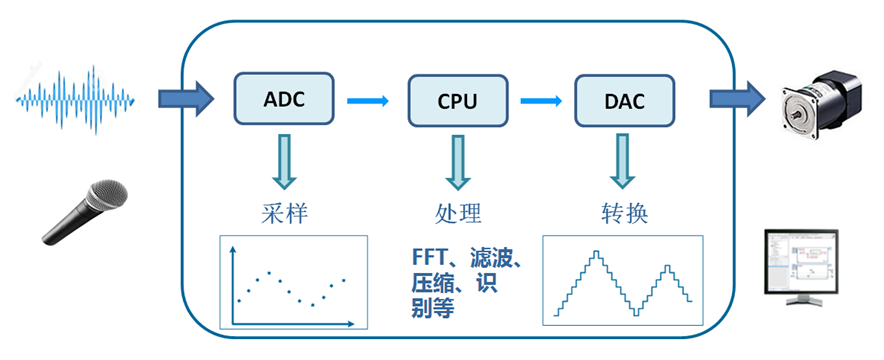 ADC
CPU
DAC
采样
处理
转换
FFT、滤波、
压缩、识
别等